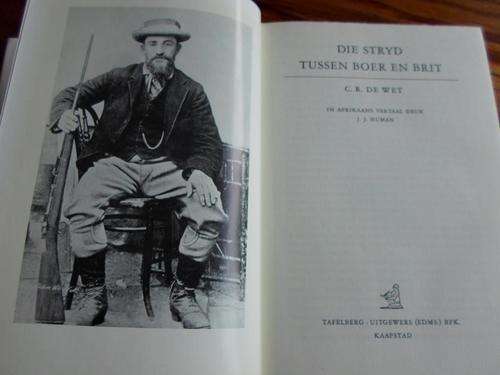 DIE STRYD
TUSSEN BOER EN BRIT
C. R. DE WET
IN AFRIKAANS VERTAAL DEUR
J. J. HUMAN
TAFELBERG-UITGEWERS (EDMS) BPK.
KAAPSTAD